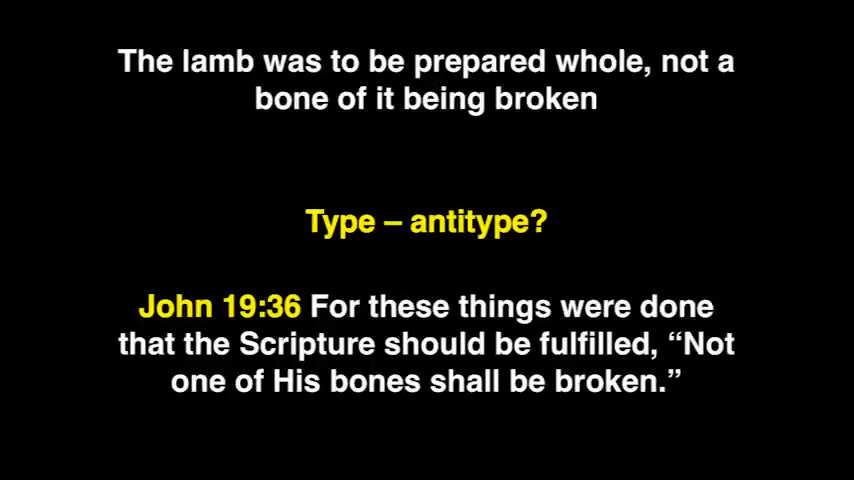 The lamb was to be prepared whole, not a
bone of it being broken
Type – antitype?
John 19:36 For these things were done
that the Scripture should be fulfilled, “Not
one of His bones shall be broken.”